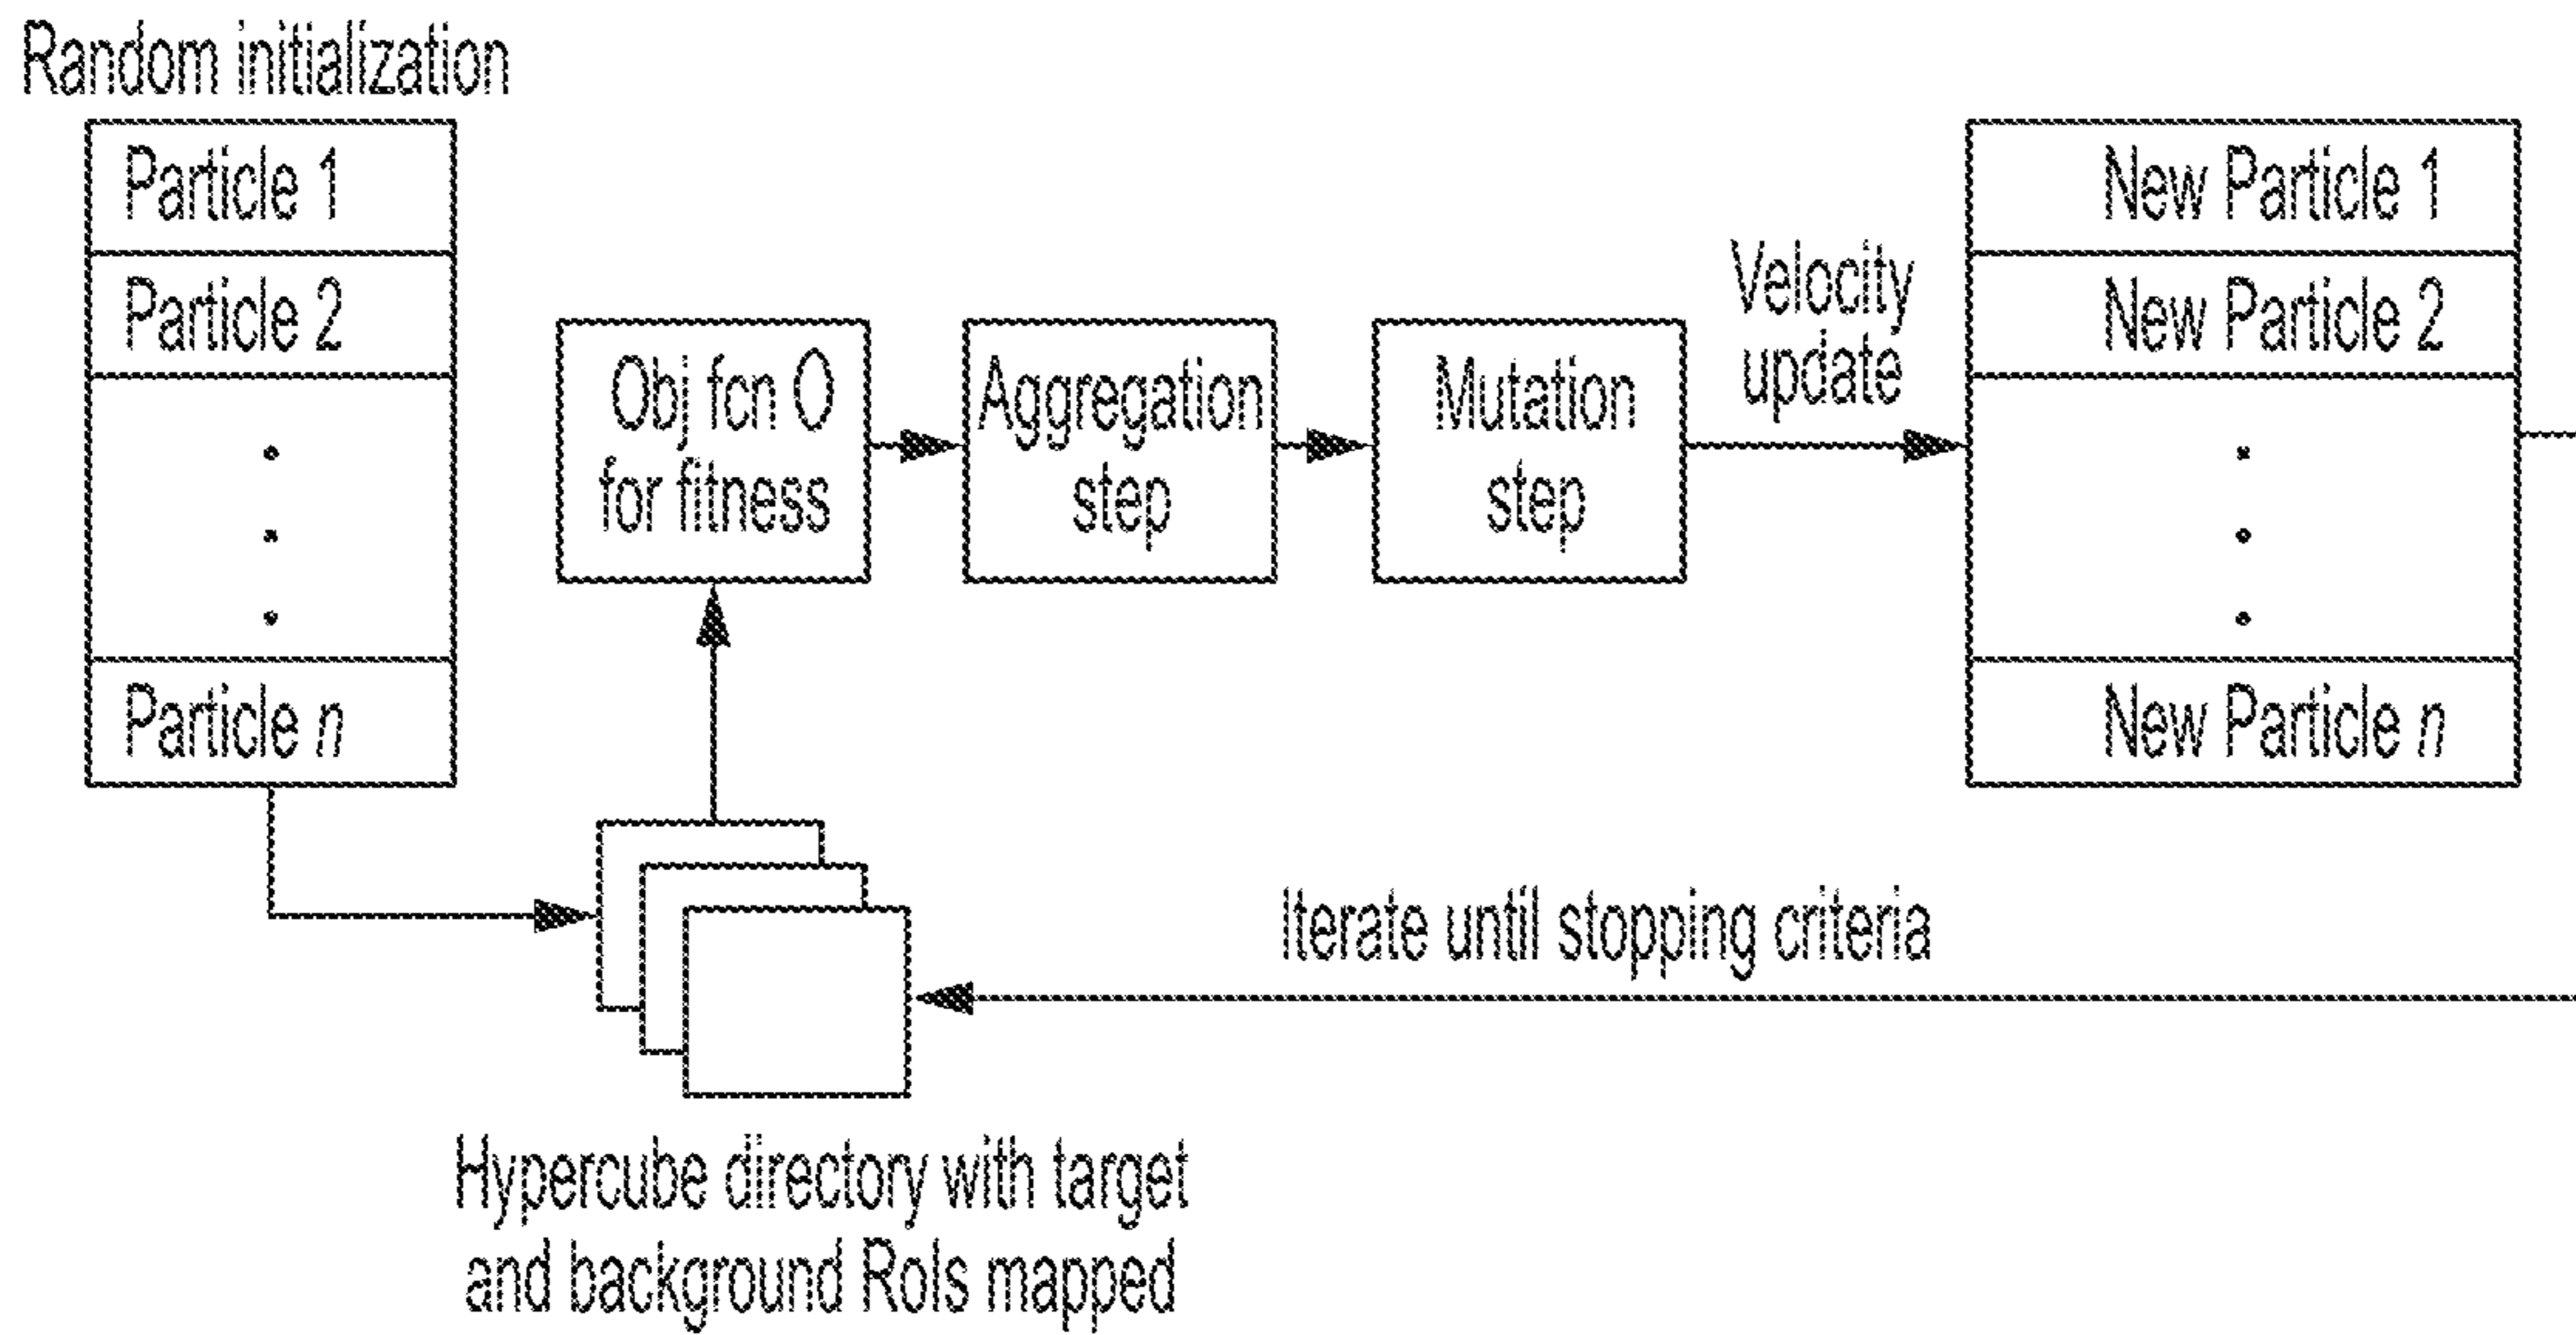 Random initialization
Particle 1
Particle 2
Particle n
Obj fcn O
for fitness
Aggregation
step
Mutation
step
Velocity
update
New Particle 1
New Particle 2
New Particle n
Iterate until stopping criteria
Hypercube directory with target
and background RoIs mapped